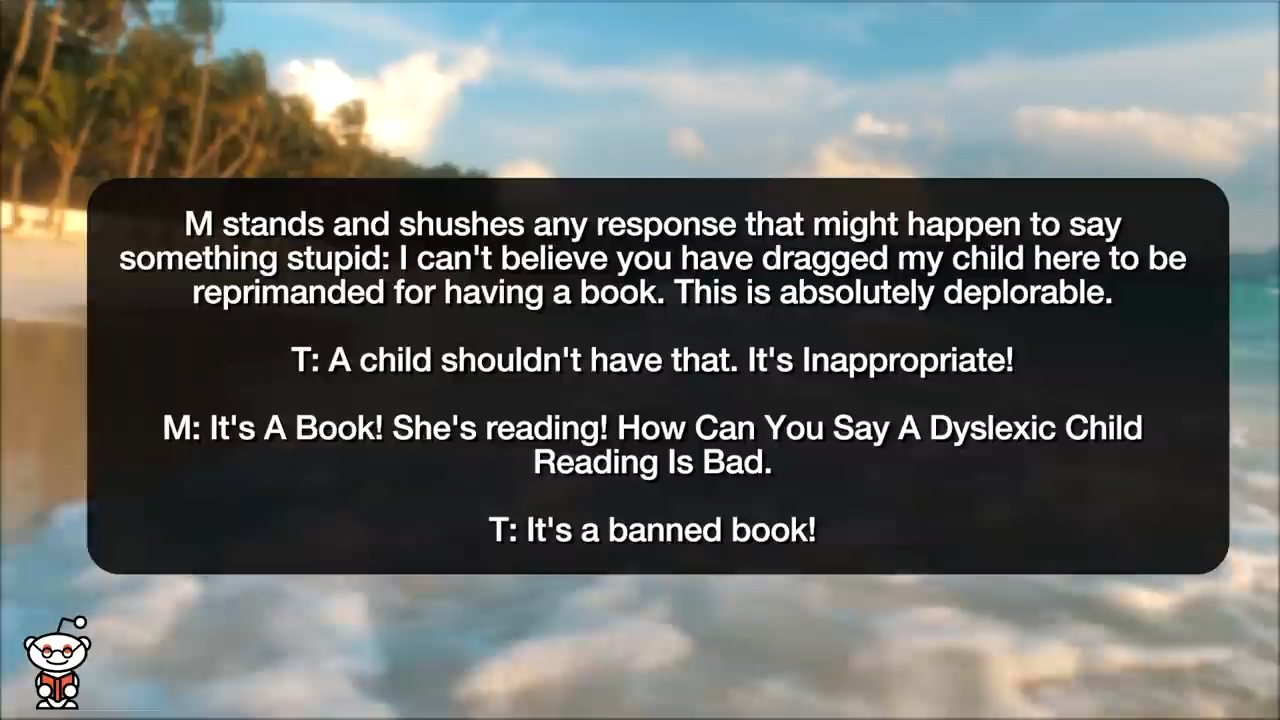 M stands and shushes any response that might happen to say
something stupid: I can't believe you have dragged my child here to be
reprimanded for having a book. This is absolutely deplorable.
T: A child shouldn't have that. It's Inappropriate!
M: It's A Book! She's reading! How Can You Say A Dyslexic Child
Reading Is Bad.
T: It's a banned book!